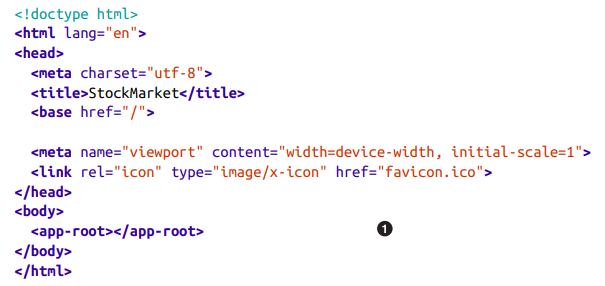 <!doctype html>
<html lang="en">
<head>
  <meta charset="utf-8">
  <title>StockMarket</title>
  <base href="/">

  <meta name="viewport" content="width=device-width, initial-scale=1">
  <link rel="icon" type="image/x-icon" href="favicon.ico">
</head>
<body>
  <app-root></app-root> ❶
</body>
</html>